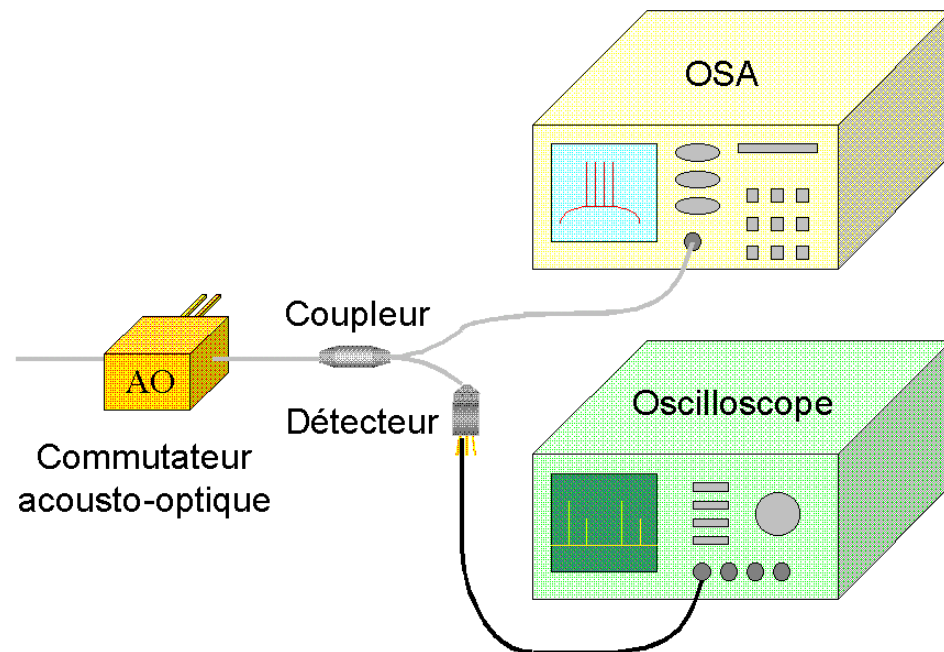 OSA
Coupleur
AO
Détecteur
Oscilloscope
Commutateur
acousto-optique